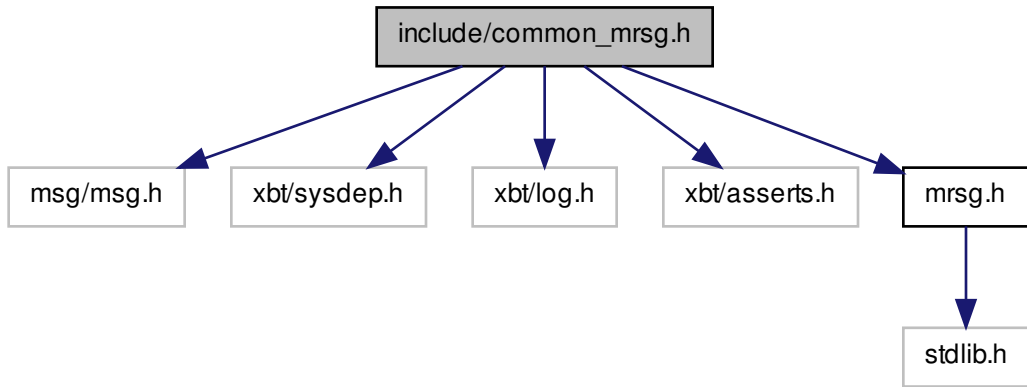 include/common_mrsg.h
msg/msg.h
xbt/sysdep.h
xbt/log.h
xbt/asserts.h
mrsg.h
stdlib.h